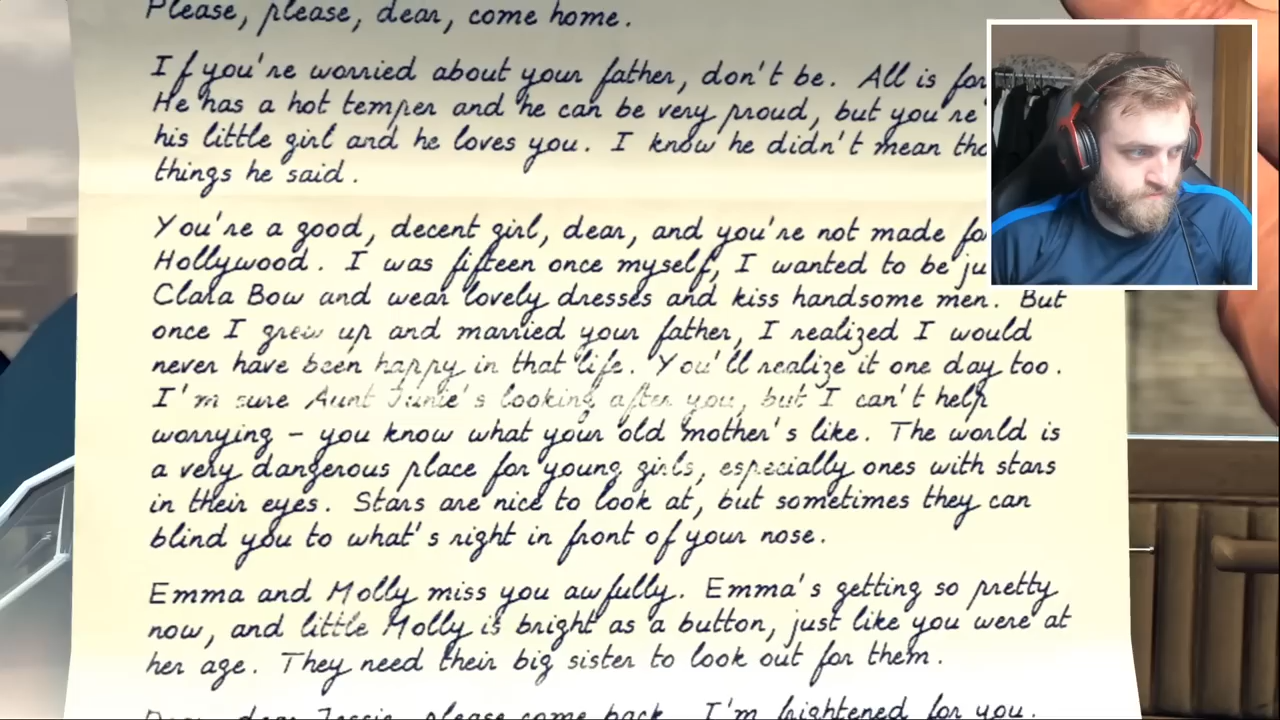 Please, please, dear, come home.
If you're worried about your father, don't be. All is
He has a hot temper and he can be very proud, but you're
his little girl and he loves you. I know he didn't mean
things he said.
You're a good, decent girl, dear, and you're not made
Hollywood. I was fifteen once myself, I wanted to be
Clara Bow and wear lovely dresses and kiss handsome men. But
once I grew up and married your father, I realized I would
never have been happy in that life. You'll realize it one day too.
I'm sure Aunt Junie's looking after you, but I can't help
worrying – you know what your old mother's like. The world is
a very dangerous place for young girls, especially ones with stars
in their eyes. Stars are nice to look at, but sometimes they can
blind you to what's right in front of your nose.
Emma and Molly miss you awfully. Emma's getting so pretty
now, and little Molly is bright as a button, just like you were at
her age. They need their big sister to look out for them.
Dear, dear Jessie, please come back. I'm frightened for you.